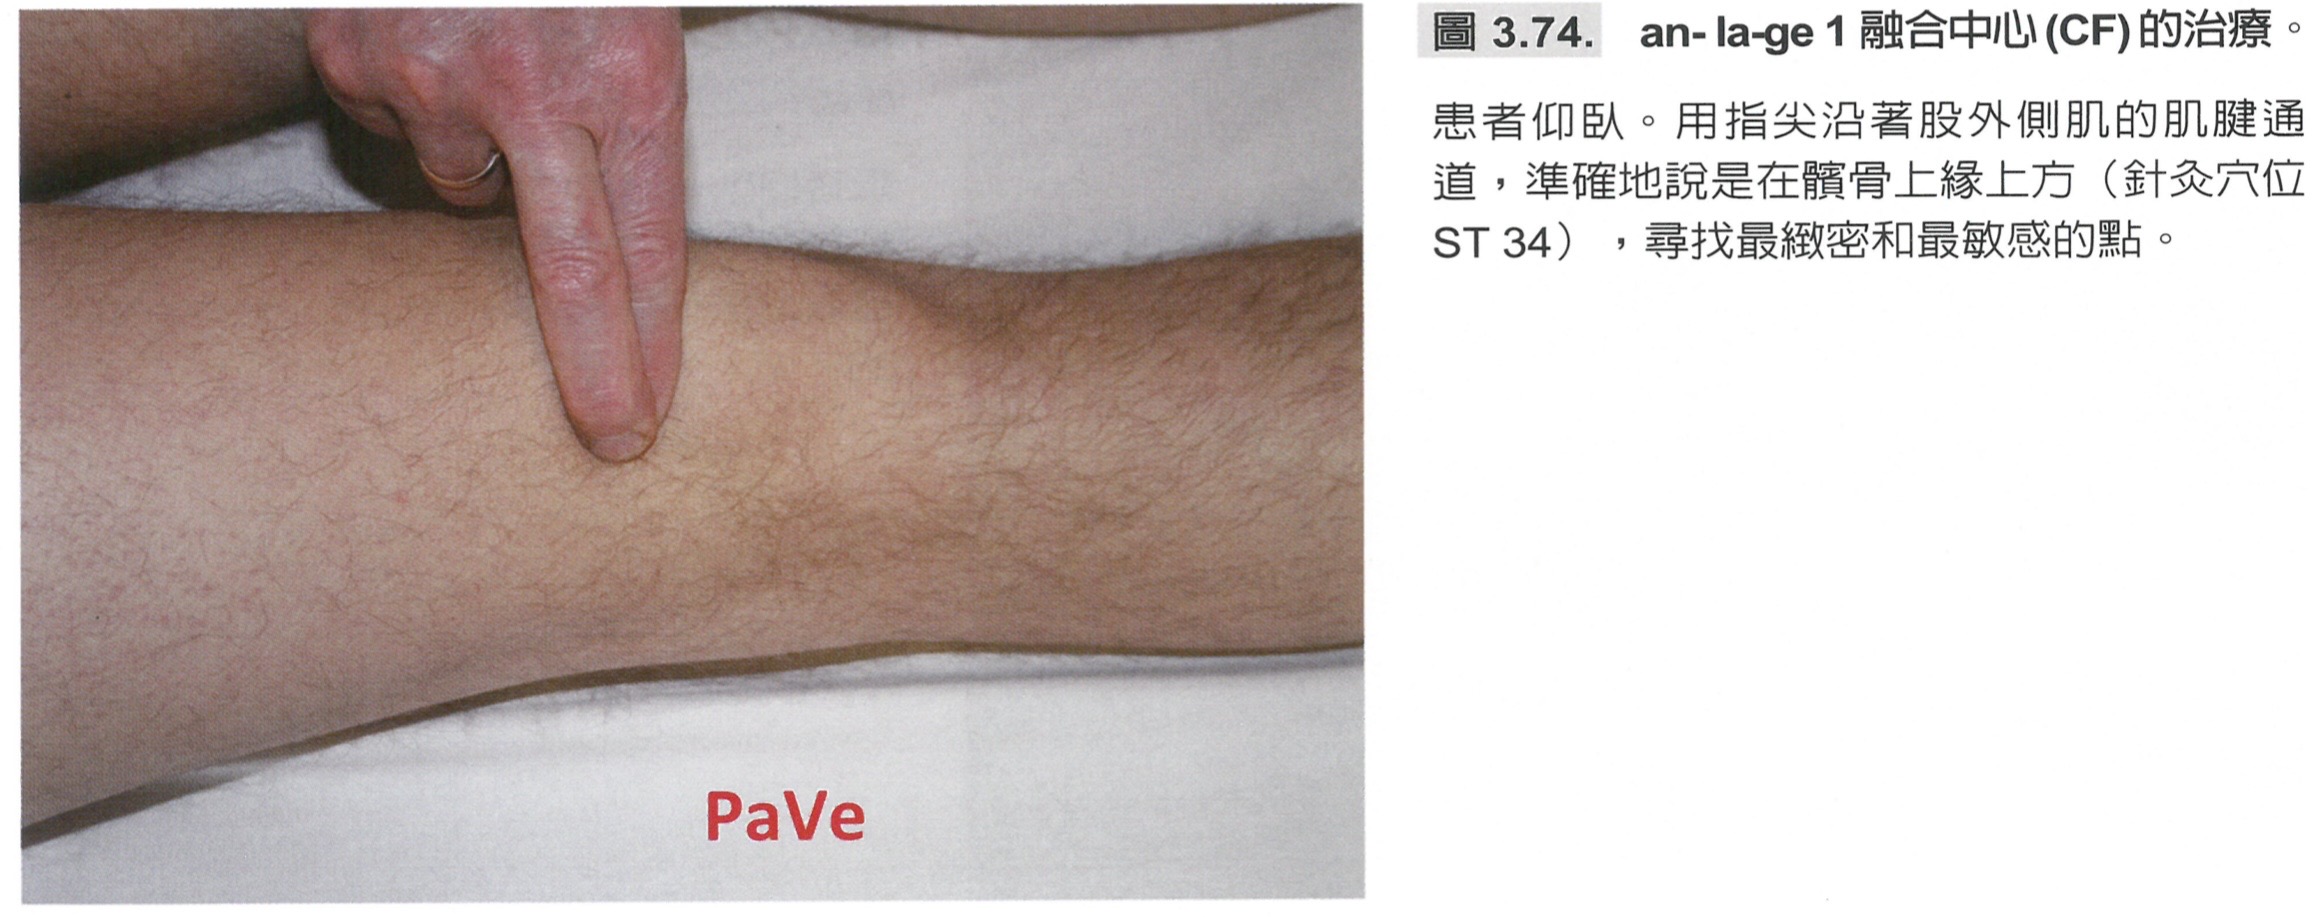 圖 3.74. an- la-ge 1 融合中心 (CF) 的治療。
患者仰臥。用指尖沿著股外側肌的肌腱通
道，準確地說是在髕骨上緣上方（針灸穴位
ST 34），尋找最緻密和最敏感的點。
PaVe